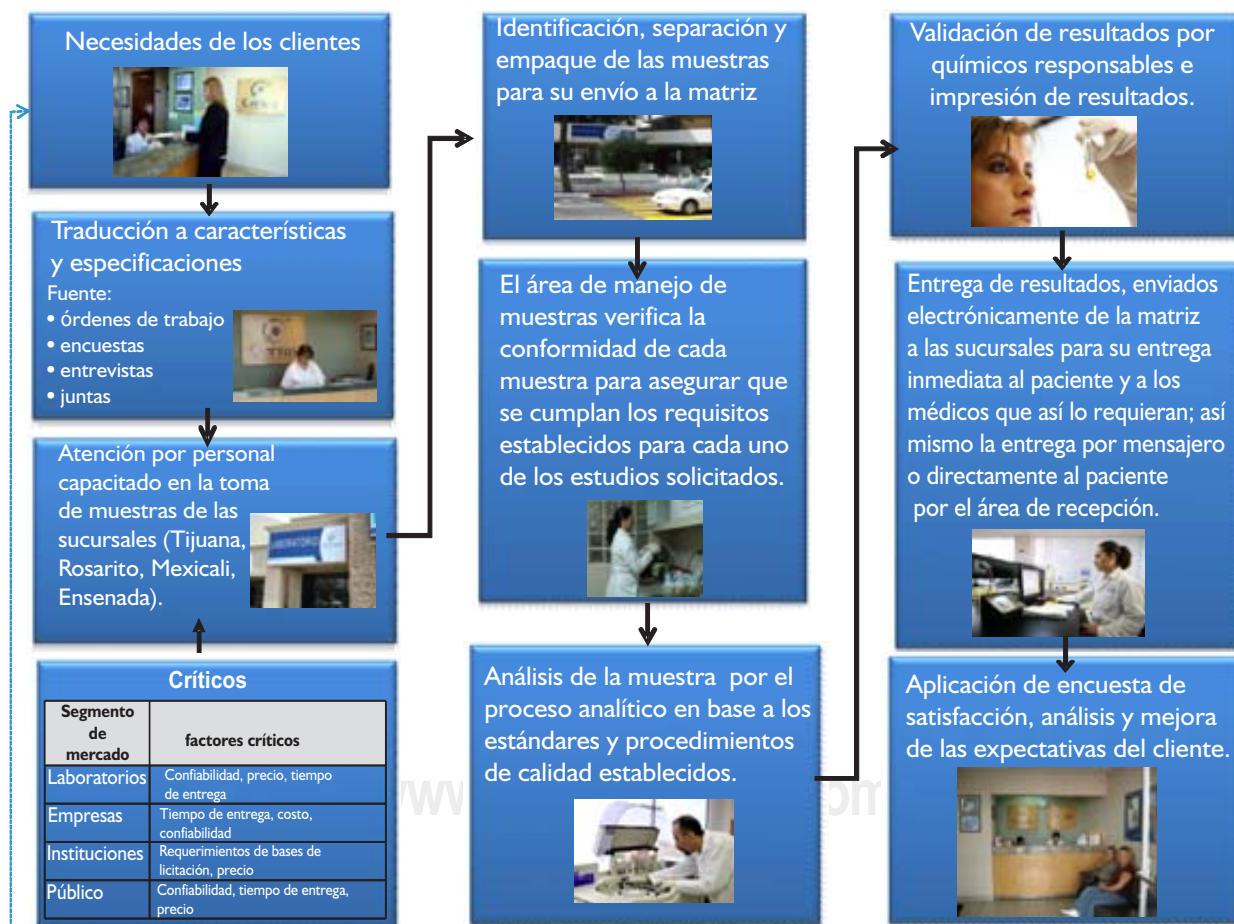 Necesidades de los clientes
Traducción a características
y especificaciones
Fuente:
• órdenes de trabajo
• encuestas
• entrevistas
• juntas
Atención por personal
capacitado en la toma
de muestras de las
sucursales (Tijuana,
Rosarito, Mexicali,
Ensenada).
LABORATORIO
Críticos
Segmento
de
mercado
factores críticos
Laboratorios
Confiabilidad, precio, tiempo
de entrega
Empresas
Tiempo de entrega, costo,
confiabilidad
Instituciones
Requerimientos de bases de
licitación, precio
Público
Confiabilidad, tiempo de entrega,
precio
Identificación, separación y
empaque de las muestras
para su envío a la matriz
El área de manejo de
muestras verifica la
conformidad de cada
muestra para asegurar que
se cumplan los requisitos
establecidos para cada uno
de los estudios solicitados.
Análisis de la muestra por el
proceso analítico en base a los
estándares y procedimientos
de calidad establecidos.
Validación de resultados por
químicos responsables e
impresión de resultados.
Entrega de resultados, enviados
electrónicamente de la matriz
a las sucursales para su entrega
inmediata al paciente y a los
médicos que así lo requieran; así
mismo la entrega por mensajero
o directamente al paciente
por el área de recepción.
Aplicación de encuesta de
satisfacción, análisis y mejora
de las expectativas del cliente.